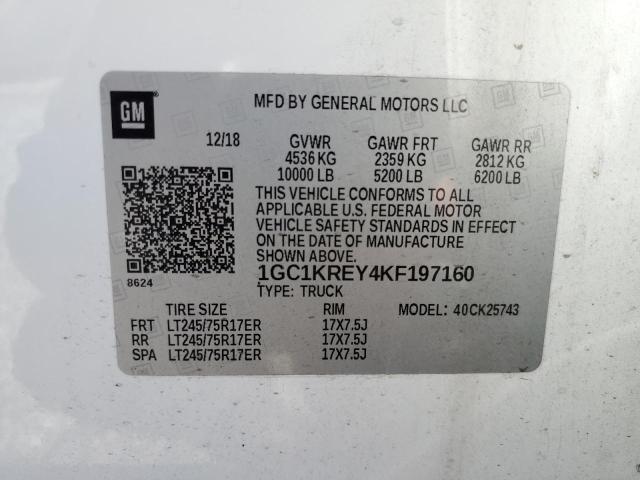 GM
MFD BY GENERAL MOTORS LLC
12/18 GVWR GAWR FRT GAWR RR
4536 KG 2359 KG 2812 KG
10000 LB 5200 LB 6200 LB
THIS VEHICLE CONFORMS TO ALL
APPLICABLE U.S. FEDERAL MOTOR
VEHICLE SAFETY STANDARDS IN EFFECT
ON THE DATE OF MANUFACTURE
SHOWN ABOVE.
1GC1KREY4KF197160
8624
TYPE: TRUCK
TIRE SIZE RIM MODEL: 40CK25743
FRT LT245/75R17ER 17X7.5J
RR LT245/75R17ER 17X7.5J
SPA LT245/75R17ER 17X7.5J